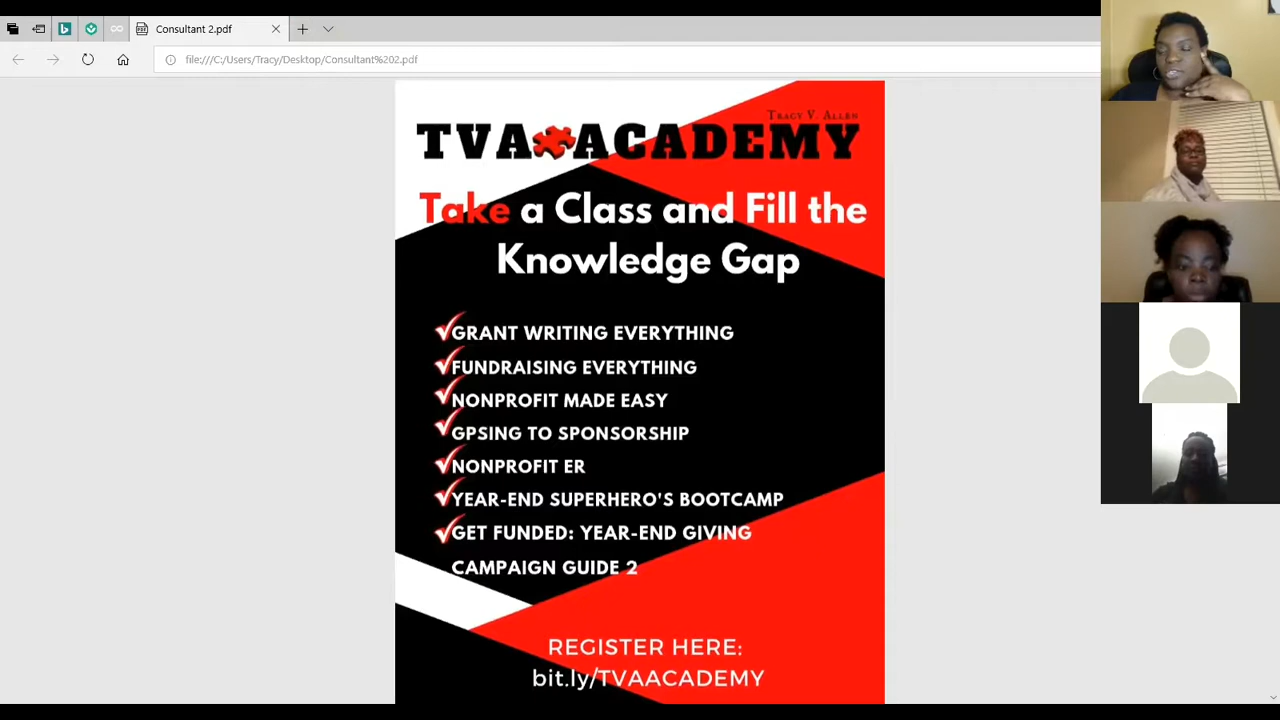 Consultant 2.pdf
file:///C:/Users/Tracy/Desktop/Consultant%202.pdf
TRACY V. ALLEN
TVA ACADEMY
Take a Class and Fill the
Knowledge Gap
GRANT WRITING EVERYTHING
FUNDRAISING EVERYTHING
NONPROFIT MADE EASY
GPSING TO SPONSORSHIP
NONPROFIT ER
YEAR-END SUPERHERO'S BOOTCAMP
GET FUNDED: YEAR-END GIVING
CAMPAIGN GUIDE 2
REGISTER HERE:
bit.ly/TVAACADEMY